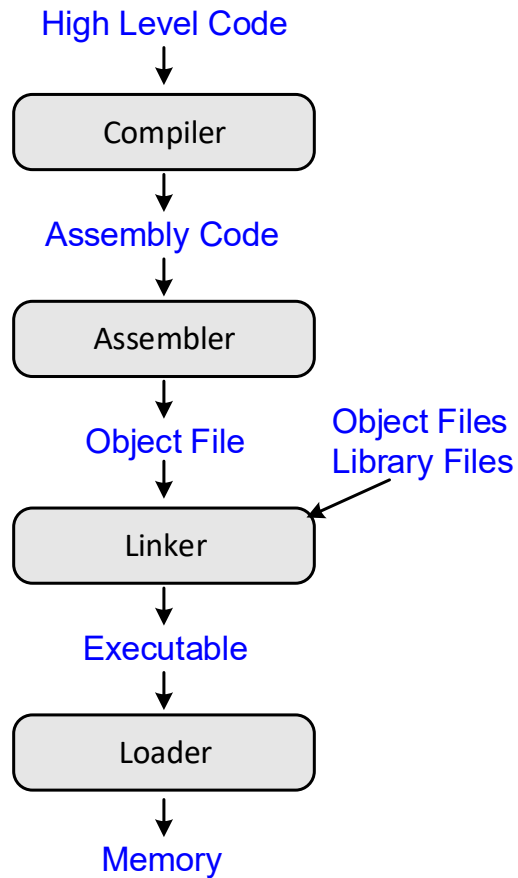 High Level Code
Compiler
Assembly Code
Assembler
Object File
Object Files
Library Files
Linker
Executable
Loader
Memory